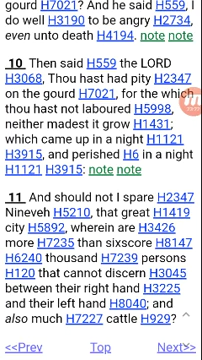 gourd H7021? And he said H559, I
do well H3190 to be angry H2734,
even unto death H4194. note note
10 Then said H559 the LORD
H3068, Thou hast had pity H2347
on the gourd H7021, for the which
thou hast not laboured H5998,
neither madest it grow H1431;
which came up in a night H1121
H3915, and perished H6 in a night
H1121 H3915: note note
11 And should not I spare H2347
Nineveh H5210, that great H1419
city H5892, wherein are H3426
more H7235 than sixscore H8147
H6240 thousand H7239 persons
H120 that cannot discern H3045
between their right hand H3225
and their left hand H8040; and
also much H7227 cattle H929?
<<Prev Top Next>>